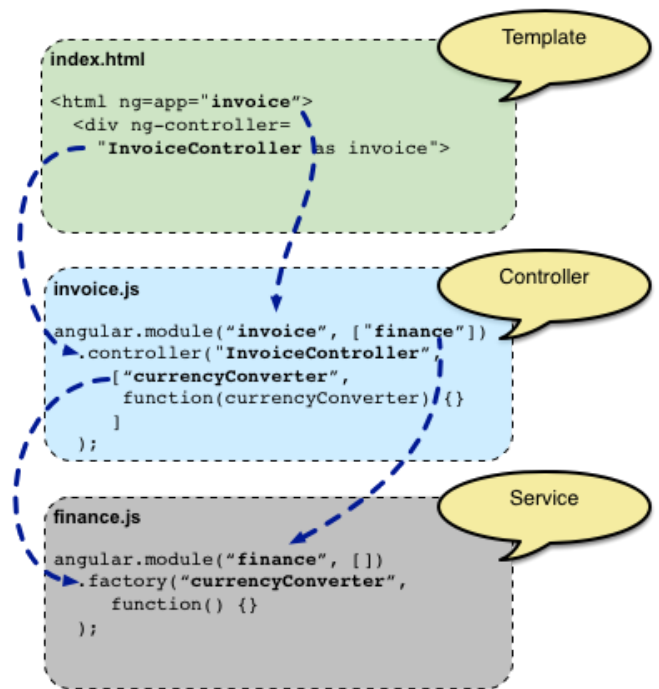 Template
index.html
<html ng=app="invoice“>
<div ng-controller=
"InvoiceController as invoice">
Controller
invoice.js
angular.module(“invoice”, ["finance”])
.controller("InvoiceController”,
[“currencyConverter”,
function(currencyConverter) {}
]
);
Service
finance.js
angular.module(“finance”, [])
.factory(“currencyConverter”,
function() {}
);